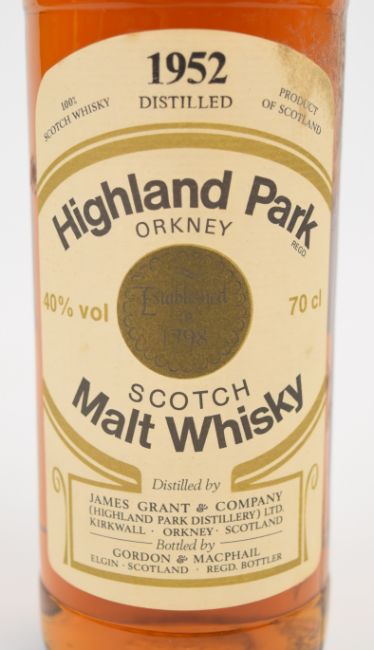 1952
DISTILLED
100%
SCOTCH WHISKY
PRODUCT
OF SCOTLAND
Highland Park
REGD.
ORKNEY
40% vol
Established
1798
70 cl
SCOTCH
Malt Whisky
Distilled by
JAMES GRANT & COMPANY
(HIGHLAND PARK DISTILLERY) LTD.
KIRKWALL · ORKNEY · SCOTLAND
Bottled by
GORDON & MACPHAIL
ELGIN · SCOTLAND · REGD. BOTTLER